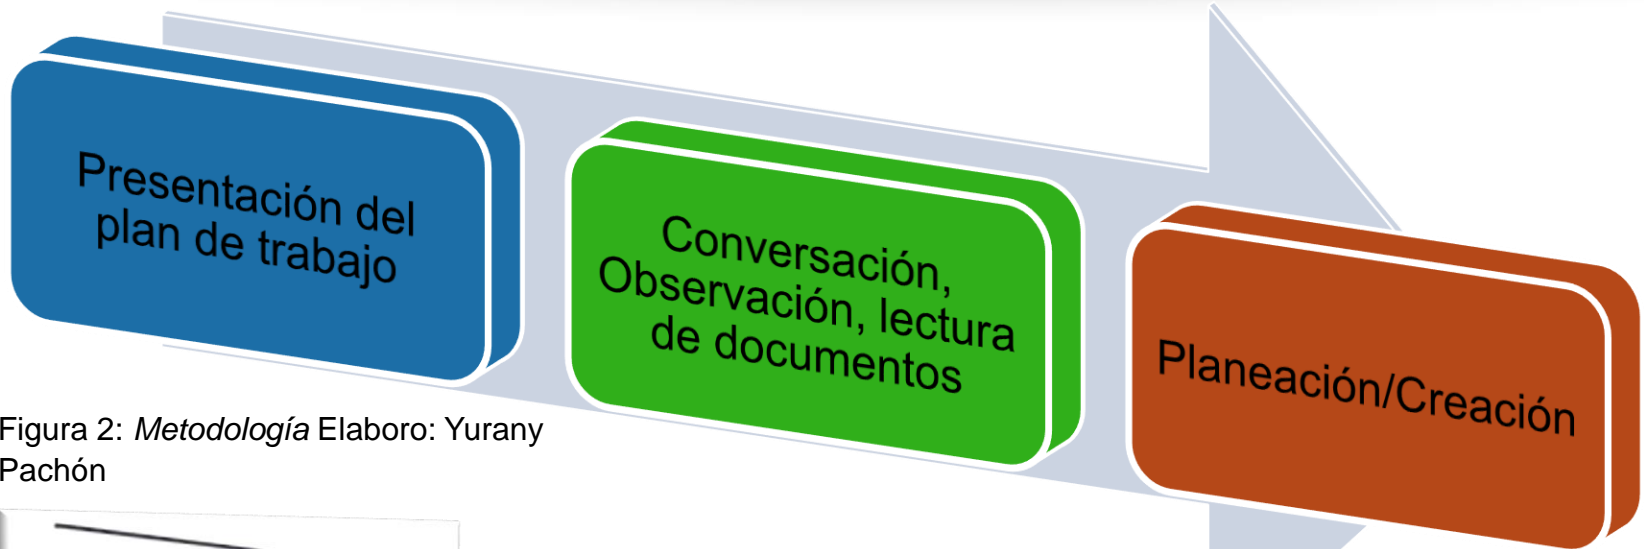 Presentación del
plan de trabajo
Conversación,
Observación, lectura
de documentos
Planeación/Creación
Figura 2: Metodología Elaboro: Yurany
Pachón